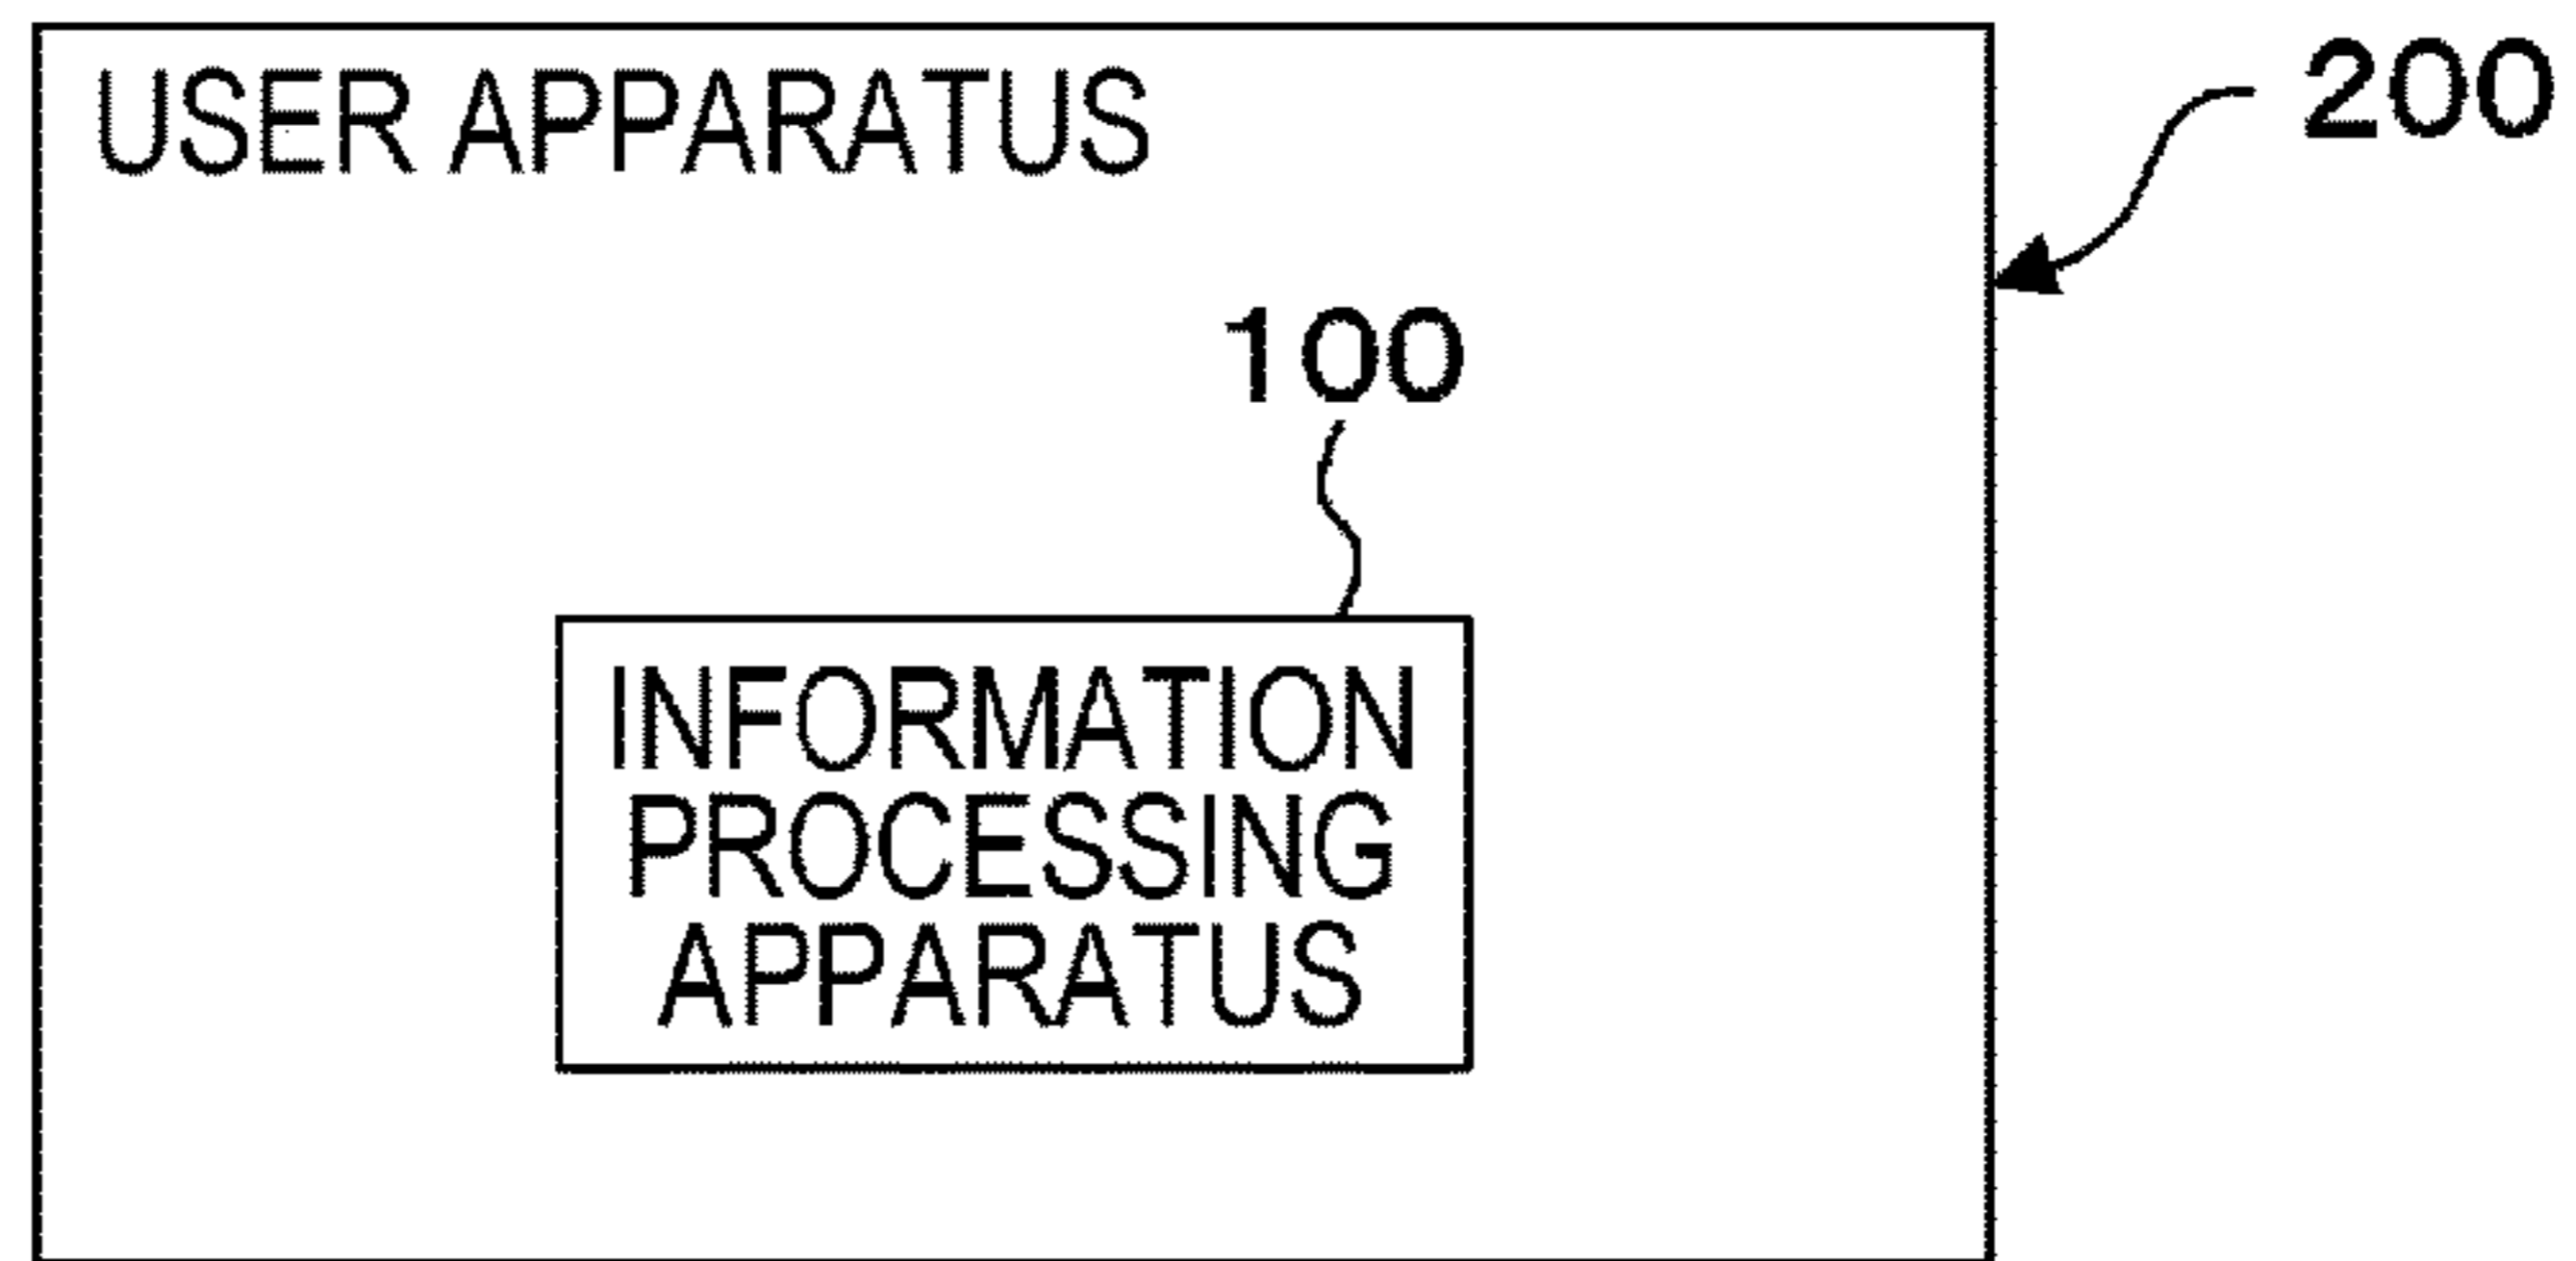 USER APPARATUS
200
100
INFORMATION
PROCESSING
APPARATUS